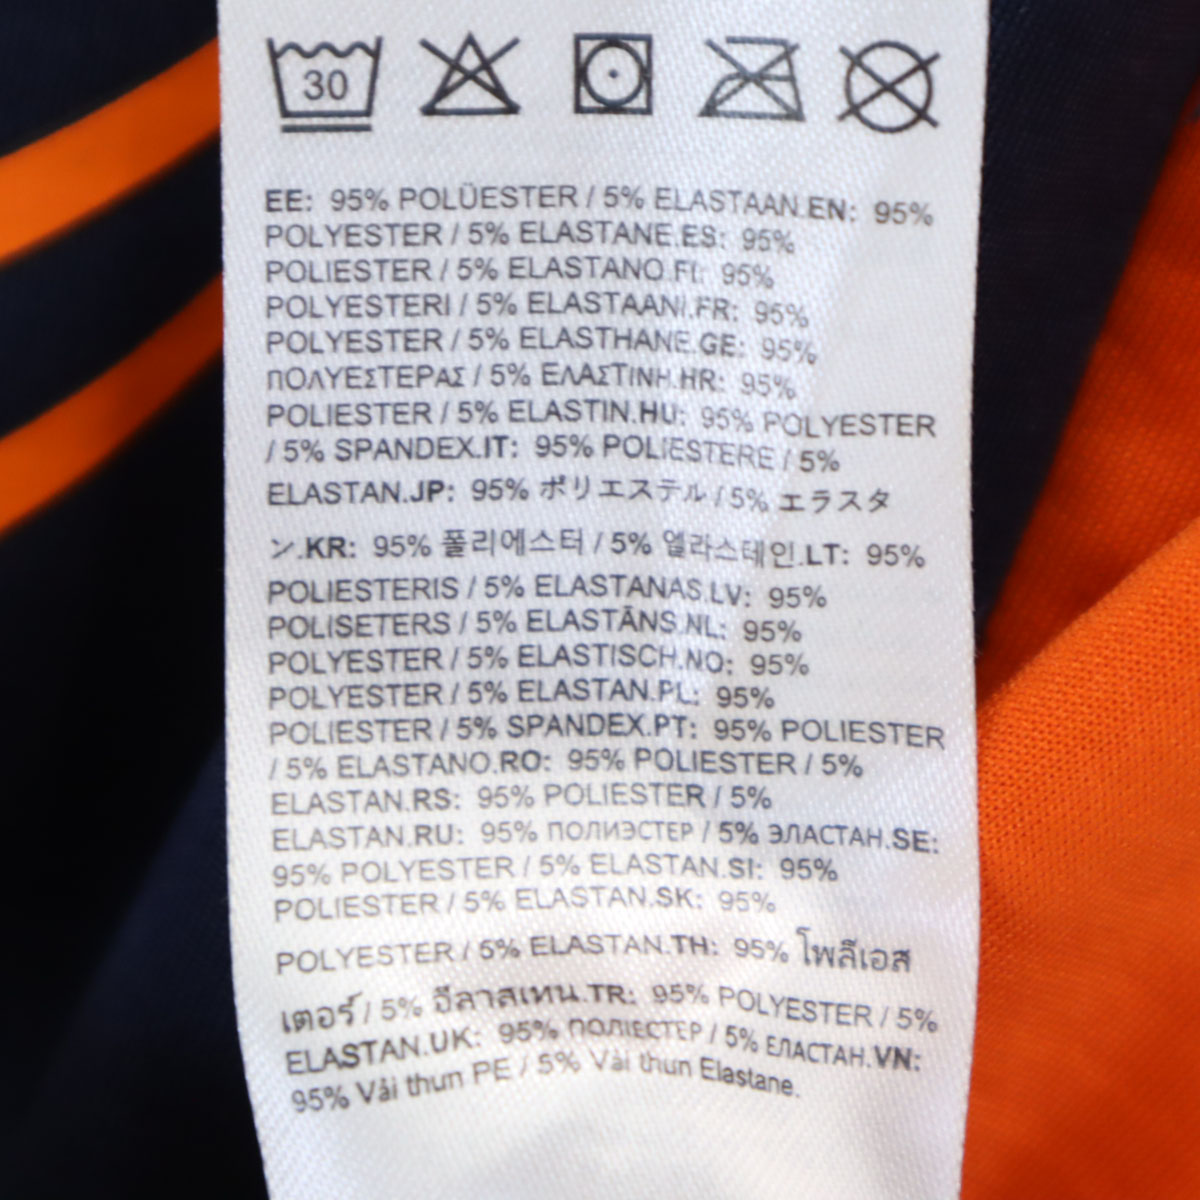 30
EE: 95% POLÜESTER / 5% ELASTAAN.EN: 95%
POLYESTER / 5% ELASTANE.ES: 95%
POLIESTER / 5% ELASTANO.FI: 95%
POLYESTERI / 5% ELASTAANI.FR: 95%
POLYESTER / 5% ELASTHANE.GE: 95%
ΠΟΛΥΕΣΤΕΡΑΣ / 5% ΕΛΑΣΤΙΝΗ.HR: 95%
POLIESTER / 5% ELASTIN.HU: 95% POLYESTER
/ 5% SPANDEX.IT: 95% POLIESTERE / 5%
ELASTAN.JP: 95% ポリエステル / 5% エラスタ
ン.KR: 95% 폴리에스터 / 5% 엘라스테인.LT: 95%
POLIESTERIS / 5% ELASTANAS.LV: 95%
POLISETERS / 5% ELASTĀNS.NL: 95%
POLYESTER / 5% ELASTISCH.NO: 95%
POLYESTER / 5% ELASTAN.PL: 95%
POLIESTER / 5% SPANDEX.PT: 95% POLIESTER
/ 5% ELASTANO.RO: 95% POLIESTER / 5%
ELASTAN.RS: 95% POLIESTER / 5%
ELASTAN.RU: 95% ПОЛИЭСТЕР / 5% ЭЛАСТАН.SE:
95% POLYESTER / 5% ELASTAN.SI: 95%
POLIESTER / 5% ELASTAN.SK: 95%
POLYESTER / 5% ELASTAN.TH: 95% โพลีเอส
เตอร์ / 5% อีลาสเทน.TR: 95% POLYESTER / 5%
ELASTAN.UK: 95% ПОЛІЕСТЕР / 5% ЕЛАСТАН.VN:
95% Vải thun PE / 5% Vải thun Elastane.